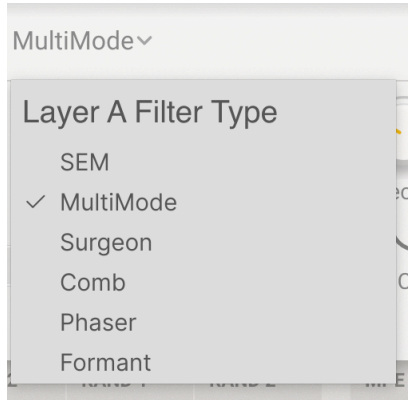 MultiMode
Layer A Filter Type
SEM
MultiMode
Surgeon
Comb
Phaser
Formant